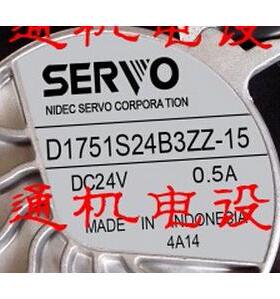 通机电设
SERVO
NIDEC SERVO CORPORATION
D1751S24B3ZZ-15
DC24V 0.5A
通机电设
MADE IN INDONESIA
4A14